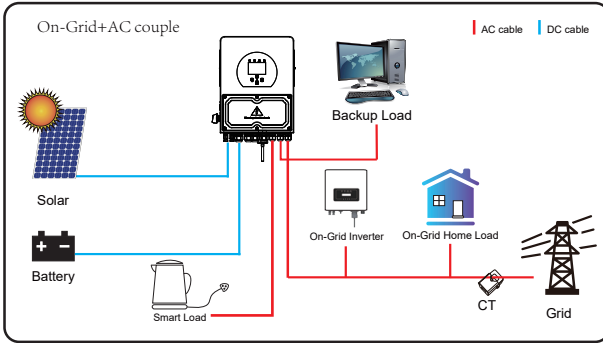 On-Grid+AC couple
AC cable
DC cable
Backup Load
Solar
On-Grid Inverter
On-Grid Home Load
Battery
CT
Grid
Smart Load